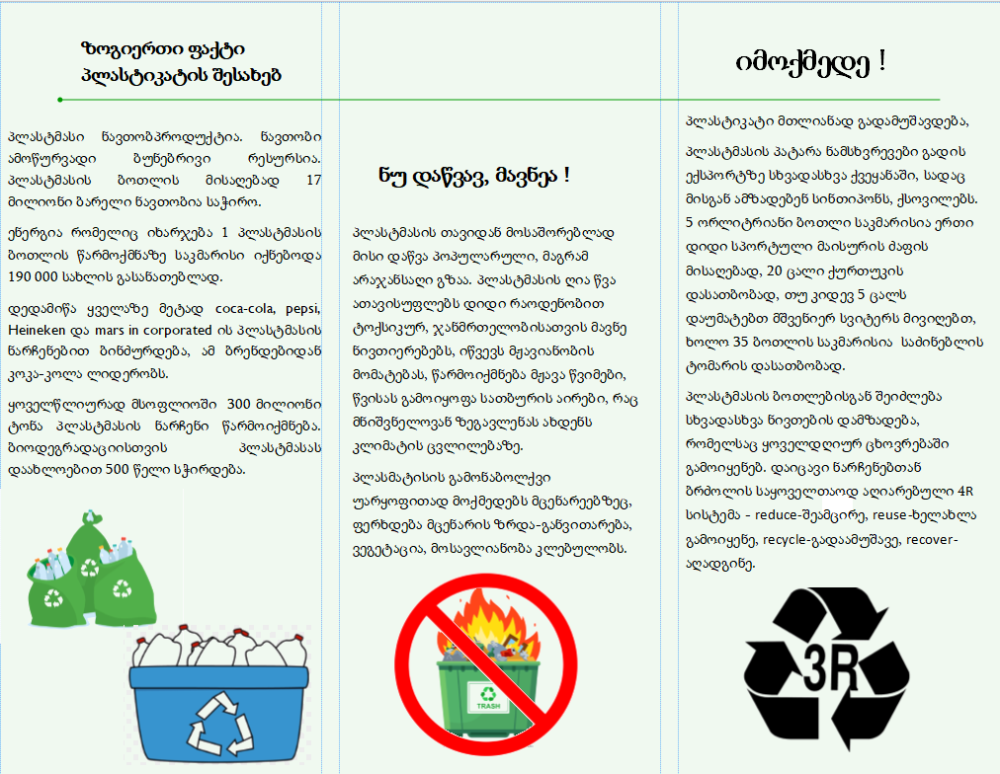 ზოგიერთი ფაქტი
პლასტიკატის შესახებ
პლასტმასი ნავთობპროდუქტია. ნავთობი
ამოწურვადი ბუნებრივი რესურსია.
პლასტმასის ბოთლის მისაღებად 17
მილიონი ბარელი ნავთობია საჭირო.
ენერგია რომელიც იხარჯება 1 პლასტმასის
ბოთლის წარმოქმნაზე საკმარისი იქნებოდა
190 000 სახლის გასანათებლად.
დედამიწა ყველაზე მეტად coca-cola, pepsi,
Heineken და mars in corporated ის პლასტმასის
ნარჩენებით ბინძურდება, ამ ბრენდებიდან
კოკა-კოლა ლიდერობს.
ყოველწლიურად მსოფლიოში 300 მილიონი
ტონა პლასტმასის ნარჩენი წარმოიქმნება.
ბიოდეგრადაციისთვის პლასტმასას
დაახლოებით 500 წელი სჭირდება.
ნუ დაწვავ, მავნეა !
პლასტმასის თავიდან მოსაშორებლად
მისი დაწვა პოპულარული, მაგრამ
არაჯანსაღი გზაა. პლასტმასის ღია წვა
ათავისუფლებს დიდი რაოდენობით
ტოქსიკურ, ჯანმრთელობისათვის მავნე
ნივთიერებებს, იწვევს მჟავიანობის
მომატებას, წარმოიქმნება მჟავა წვიმები,
წვისას გამოიყოფა სათბურის აირები, რაც
მნიშვნელოვან ზეგავლენას ახდენს
კლიმატის ცვლილებაზე.
პლასმატისის გამონაბოლქვი
უარყოფითად მოქმედებს მცენარეებზეც,
ფერხდება მცენარის ზრდა-განვითარება,
ვეგეტაცია, მოსავლიანობა კლებულობს.
TRASH
იმოქმედე !
პლასტიკატი მთლიანად გადამუშავდება,
პლასტმასის პატარა ნამსხვრევები გადის
ექსპორტზე სხვადასხვა ქვეყანაში, სადაც
მისგან ამზადებენ სინთიპონს, ქსოვილებს.
5 ორლიტრიანი ბოთლი საკმარისია ერთი
დიდი სპორტული მაისურის ძაფის
მისაღებად, 20 ცალი ქურთუკის
დასათბობად, თუ კიდევ 5 ცალს
დაუმატებთ მშვენიერ სვიტერს მივიღებთ,
ხოლო 35 ბოთლის საკმარისია საძინებლის
ტომარის დასათბობად.
პლასტმასის ბოთლებისგან შეიძლება
სხვადასხვა ნივთების დამზადება,
რომელსაც ყოველდღიურ ცხოვრებაში
გამოიყენებ. დაიცავი ნარჩენებთან
ბრძოლის საყოველთაოდ აღიარებული 4R
სისტემა - reduce-შეამცირე, reuse-ხელახლა
გამოიყენე, recycle-გადაამუშავე, recover-
აღადგინე.
3R